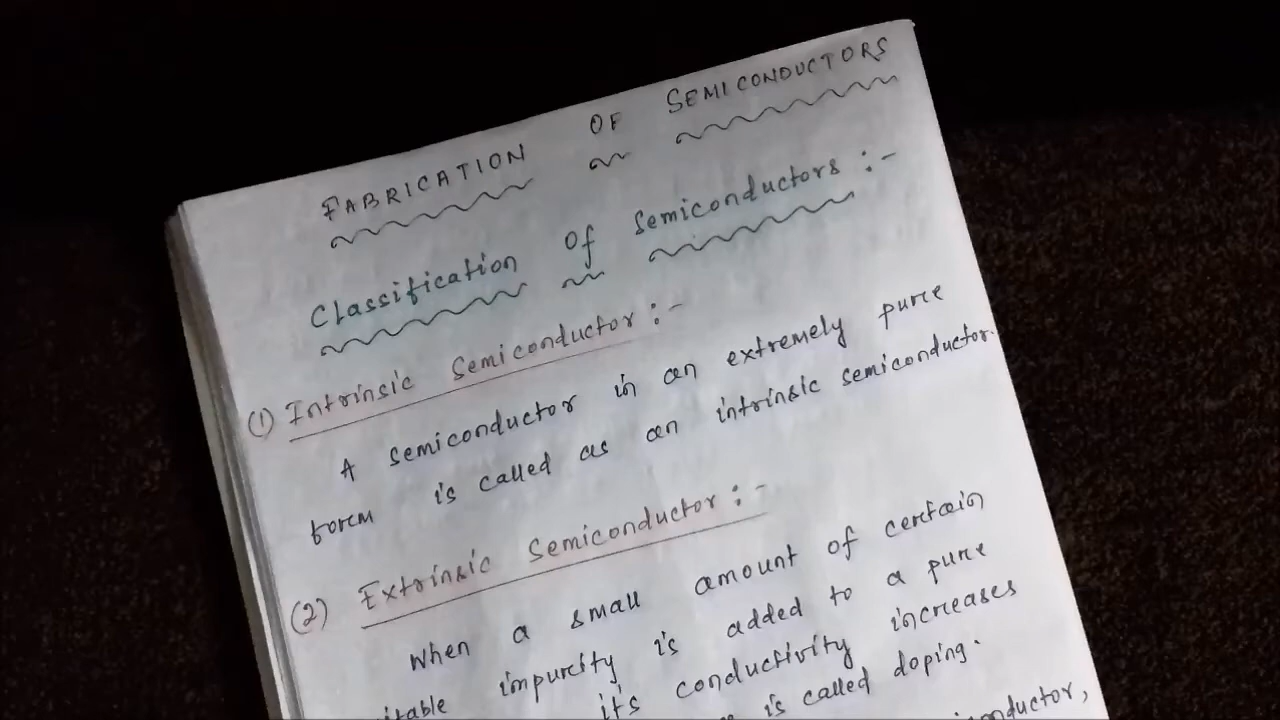 FABRICATION OF SEMICONDUCTORS
Classification Of Semiconductors :-
(1) Intrinsic Semiconductor :-
A semiconductor in an extremely pure
form is called as an intrinsic semiconductor.
(2) Extrinsic Semiconductor :-
When a small amount of certain
impurity is added to a pure
it's conductivity increases
is called doping.